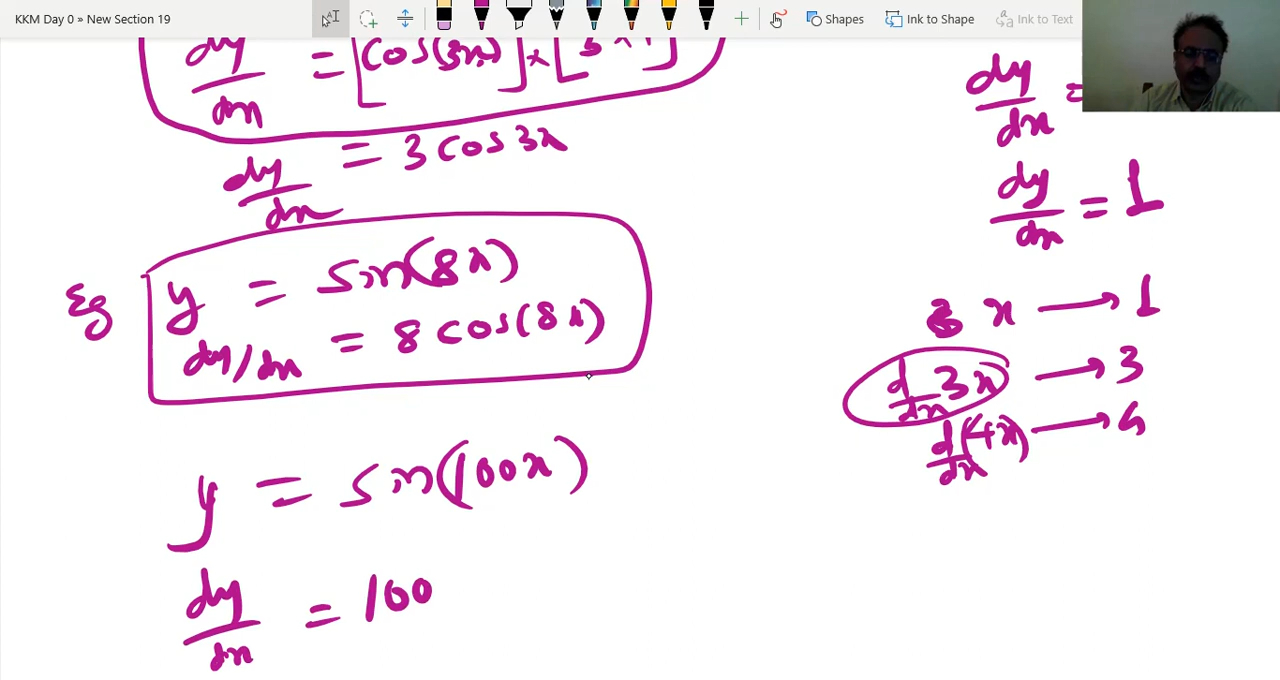 KKM Day 0 » New Section 19
Shapes
Ink to Shape
Ink to Text
dy/dx = [cos(3x)] × [3×1]
dy/dx = 3 cos 3x
Eg
y = sin(8x)
dy/dx = 8 cos(8x)
y = sin(100x)
dy/dx = 100
dy/dx =
dy/dx = 1
x → 1
d/dx 3x → 3
d/dx (4x) → 4